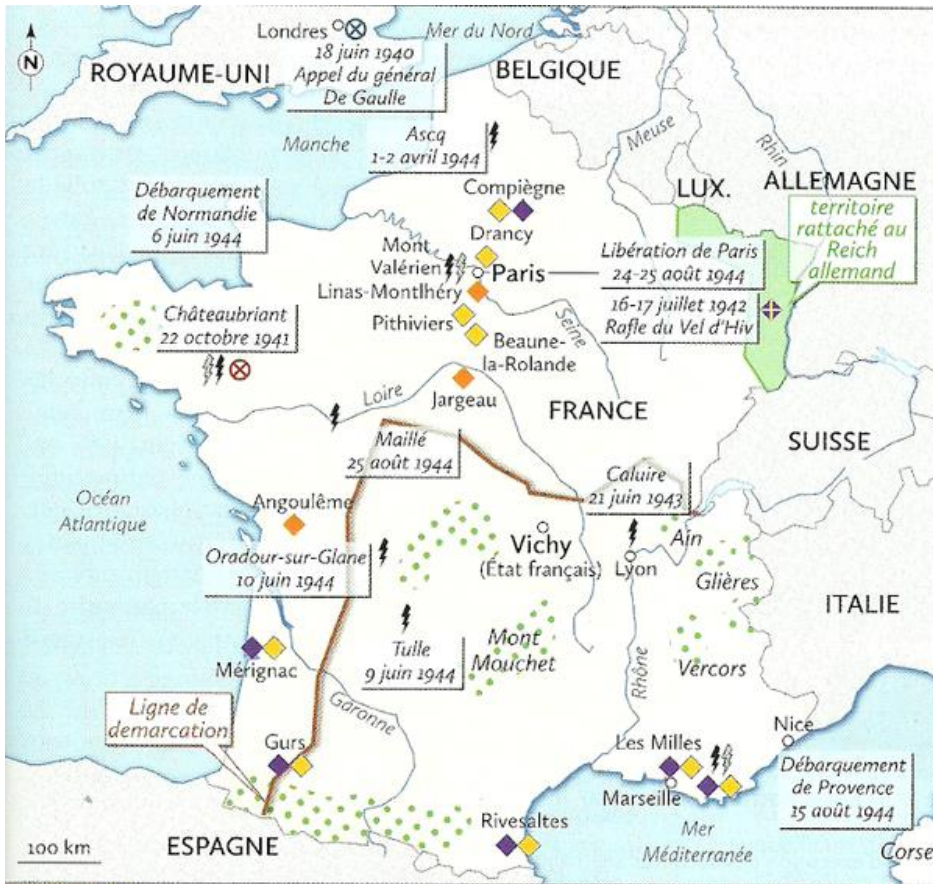 Londres
18 juin 1940
Appel du général
De Gaulle
Mer du Nord
N
ROYAUME-UNI
BELGIQUE
Manche
Ascq
1-2 avril 1944
Meuse
Rhin
LUX.
ALLEMAGNE
Débarquement
de Normandie
6 juin 1944
Compiègne
Drancy
territoire
rattaché au
Reich
allemand
Mont
Valérien
Paris
Libération de Paris
24-25 août 1944
Linas-Montlhéry
16-17 juillet 1942
Rafle du Vel d'Hiv
Châteaubriant
22 octobre 1941
Pithiviers
Seine
Beaune-
la-Rolande
Loire
Jargeau
FRANCE
SUISSE
Maillé
25 août 1944
Caluire
21 juin 1943
Océan
Atlantique
Angoulême
Vichy
(État français)
Ain
Lyon
Oradour-sur-Glane
10 juin 1944
Glières
ITALIE
Tulle
9 juin 1944
Mont
Mouchet
Vercors
Mérignac
Rhône
Garonne
Ligne de
demarcation
Gurs
Nice
Les Milles
Marseille
Débarquement
de Provence
15 août 1944
Rivesaltes
Mer
Méditerranée
100 km
ESPAGNE
Corse